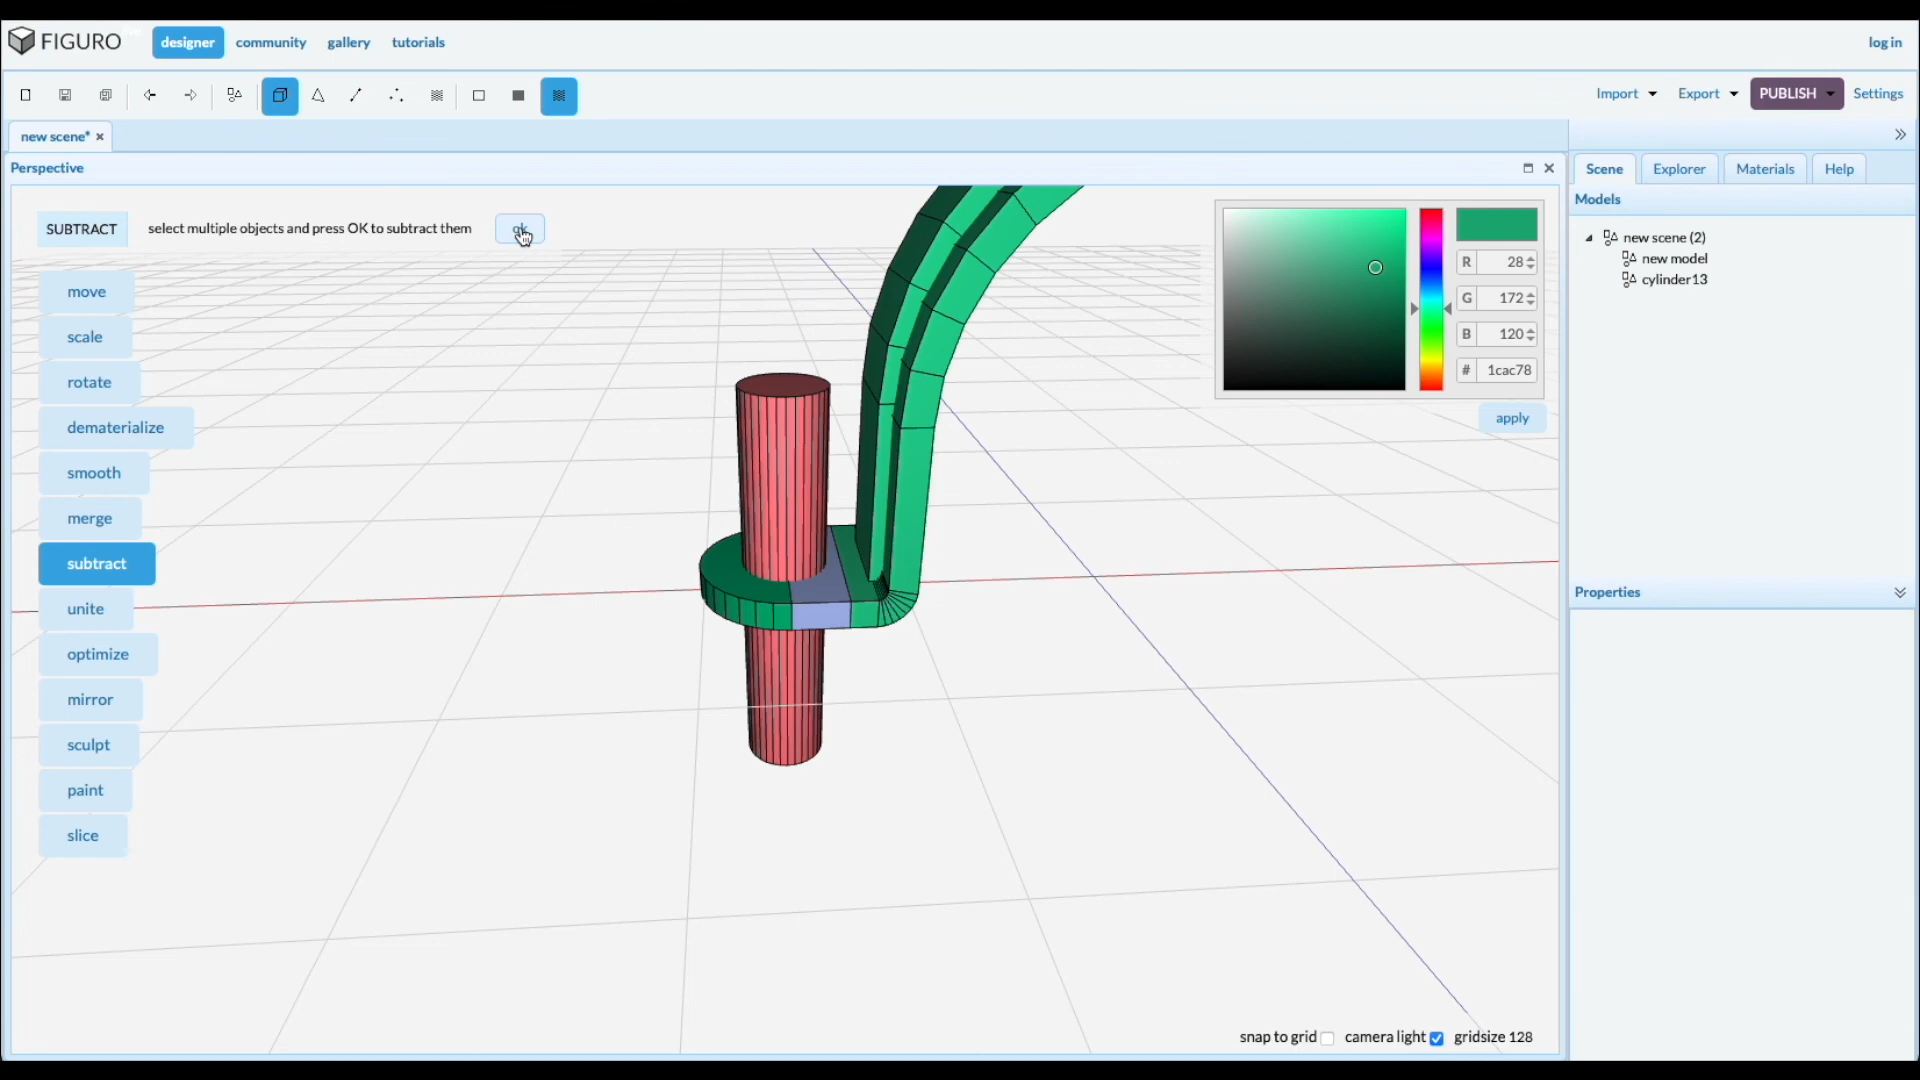 FIGURO designer community gallery tutorials log in
Import Export PUBLISH Settings
new scene* ×
Perspective
Scene Explorer Materials Help
Models
SUBTRACT select multiple objects and press OK to subtract them ok
new scene (2)
new model
cylinder13
R 28
G 172
B 120
# 1cac78
apply
move
scale
rotate
dematerialize
smooth
merge
subtract
unite
optimize
mirror
sculpt
paint
slice
Properties
snap to grid camera light gridsize 128